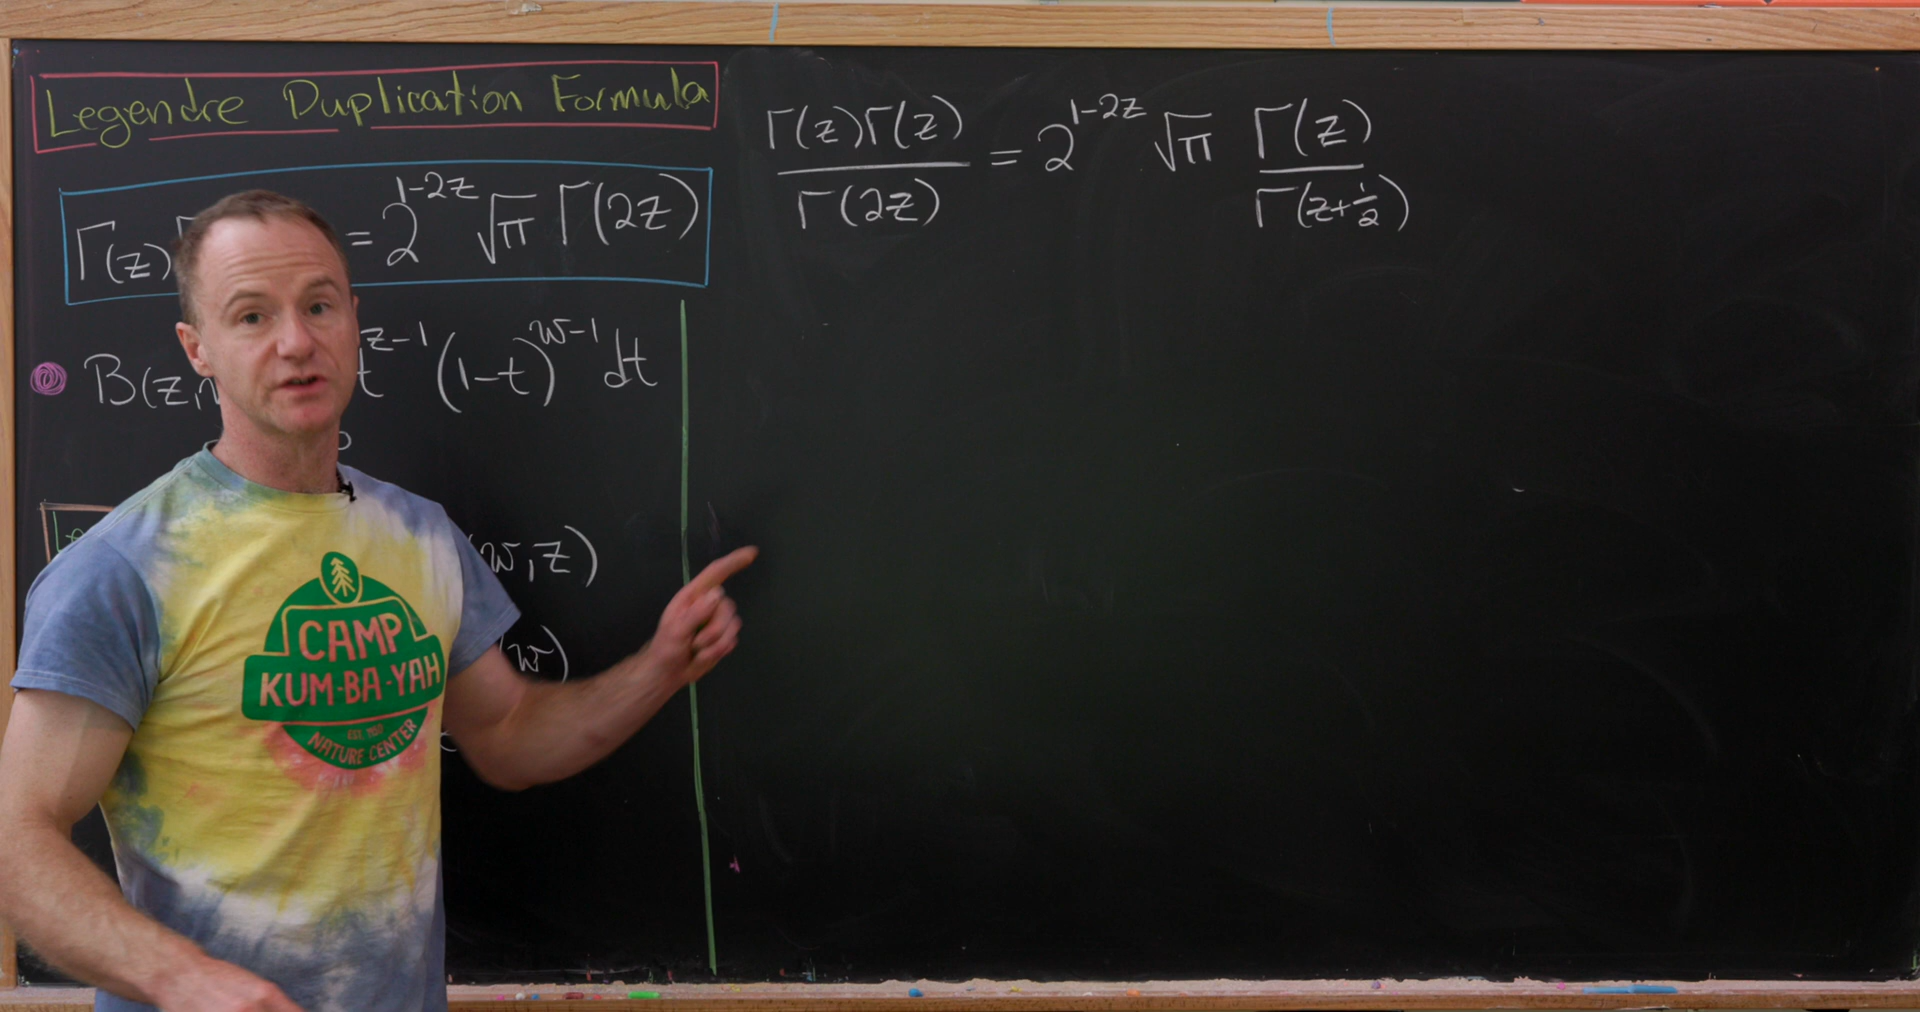 Legendre Duplication Formula
Γ(z) = 2^{1-2z} √π Γ(2z)
B(z, t^{z-1} (1-t)^{w-1} dt
w, z)
(w)
Γ(z)Γ(z) / Γ(2z) = 2^{1-2z} √π Γ(z) / Γ(z+1/2)
CAMP
KUM-BA-YAH
NATURE CENTER